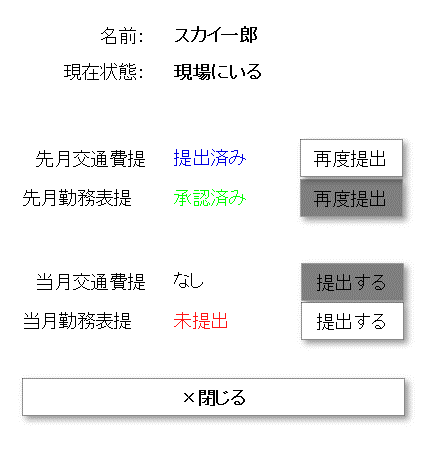 名前: スカイ一郎
現在状態: 現場にいる
先月交通費提 提出済み 再度提出
先月勤務表提 承認済み 再度提出
当月交通費提 なし 提出する
当月勤務表提 未提出 提出する
×閉じる